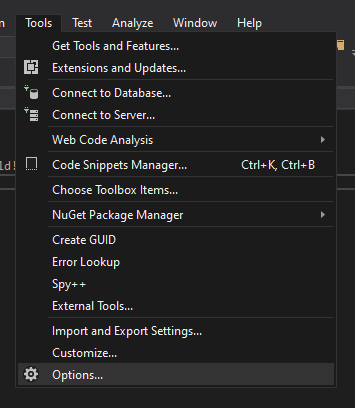 n Tools Test Analyze Window Help
Get Tools and Features...
Extensions and Updates...
Connect to Database...
Connect to Server...
Web Code Analysis
Code Snippets Manager... Ctrl+K, Ctrl+B
ld!
Choose Toolbox Items...
NuGet Package Manager
Create GUID
Error Lookup
Spy++
External Tools...
Import and Export Settings...
Customize...
Options...